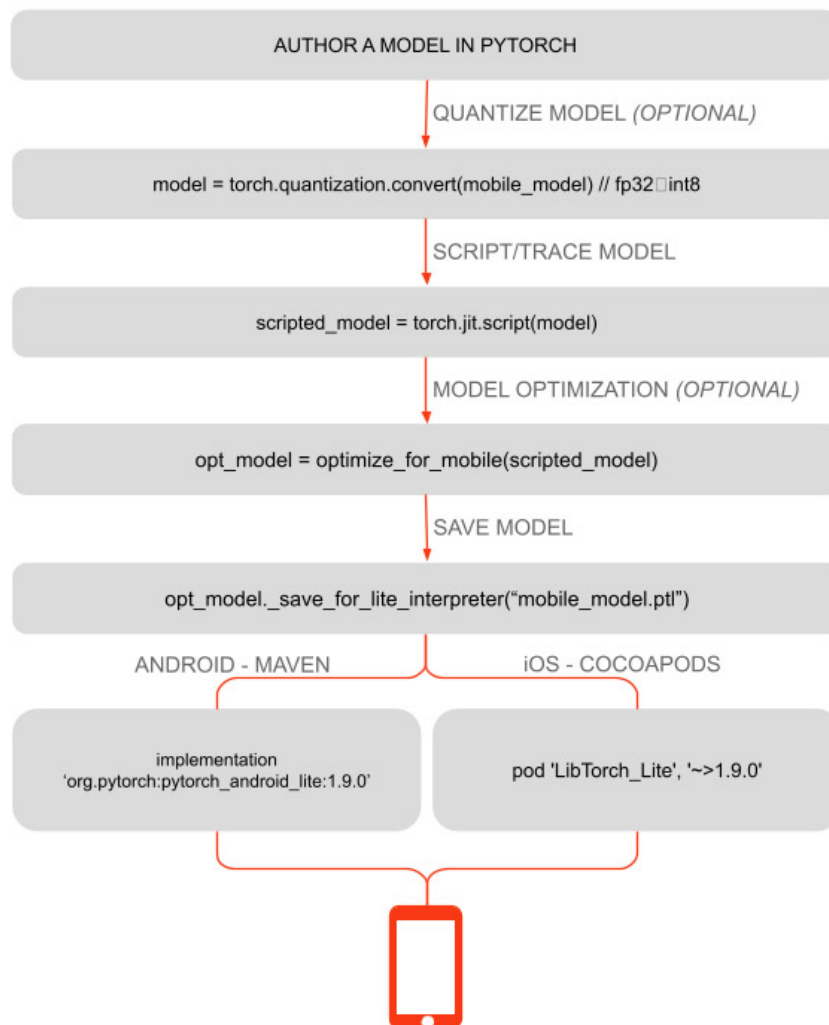 AUTHOR A MODEL IN PYTORCH
QUANTIZE MODEL (OPTIONAL)
model = torch.quantization.convert(mobile_model) // fp32□int8
SCRIPT/TRACE MODEL
scripted_model = torch.jit.script(model)
MODEL OPTIMIZATION (OPTIONAL)
opt_model = optimize_for_mobile(scripted_model)
SAVE MODEL
opt_model._save_for_lite_interpreter(“mobile_model.ptl”)
ANDROID - MAVEN
iOS - COCOAPODS
implementation
‘org.pytorch:pytorch_android_lite:1.9.0’
pod 'LibTorch_Lite', '~>1.9.0'